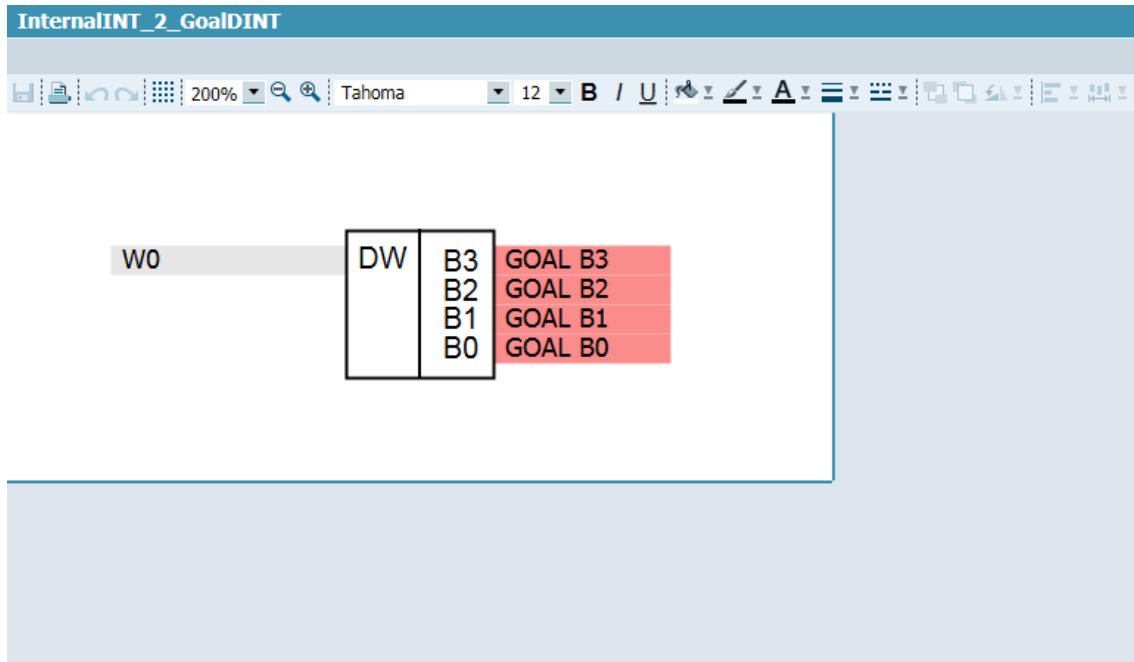 InternalINT_2_GoalDINT
200% Tahoma 12 B I U A
W0 DW B3 GOAL B3
B2 GOAL B2
B1 GOAL B1
B0 GOAL B0